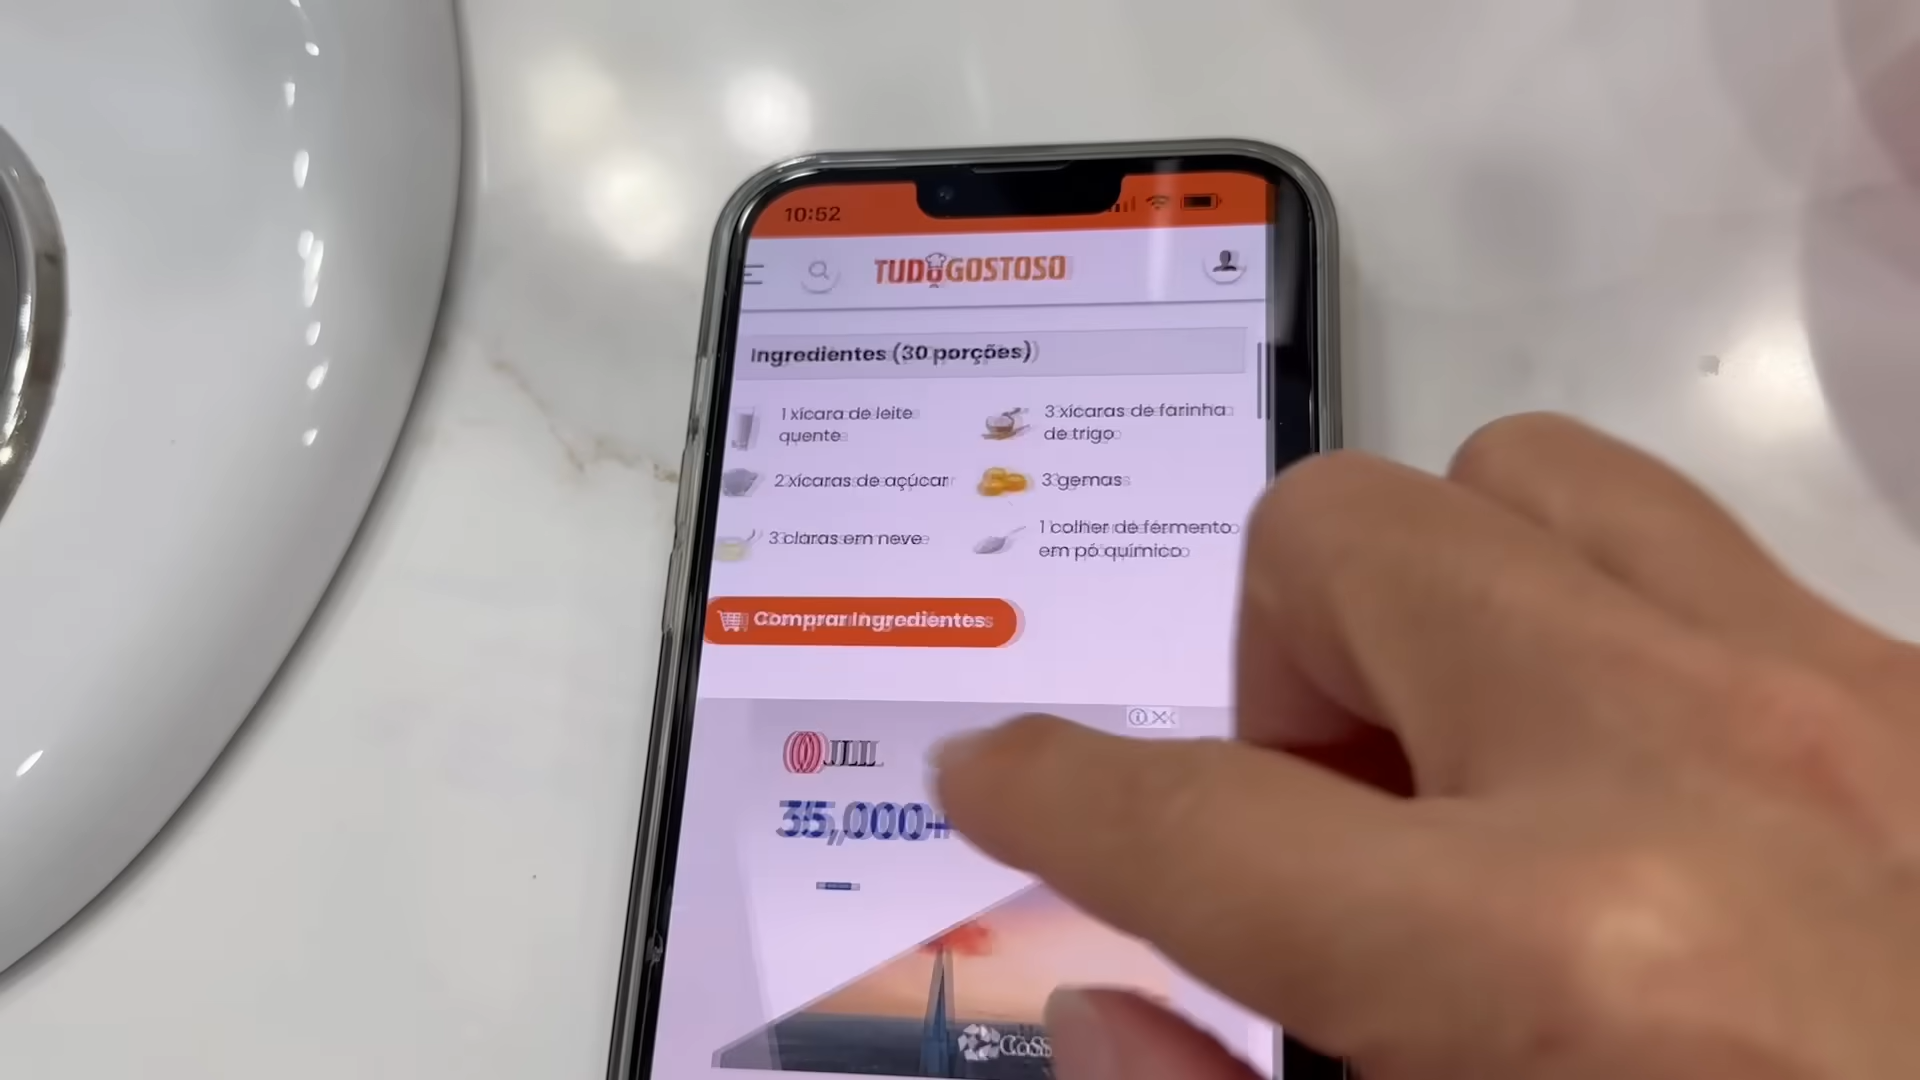 10:52
TUDOGOSTOSO
Ingredientes (30 porções)
1 xícara de leite
quente
3 xícaras de farinha
de trigo
2 xícaras de açúcar
3 gemas
3 claras em neve
1 colher de fermento
em pó químico
Comprar Ingredientes
35,000+